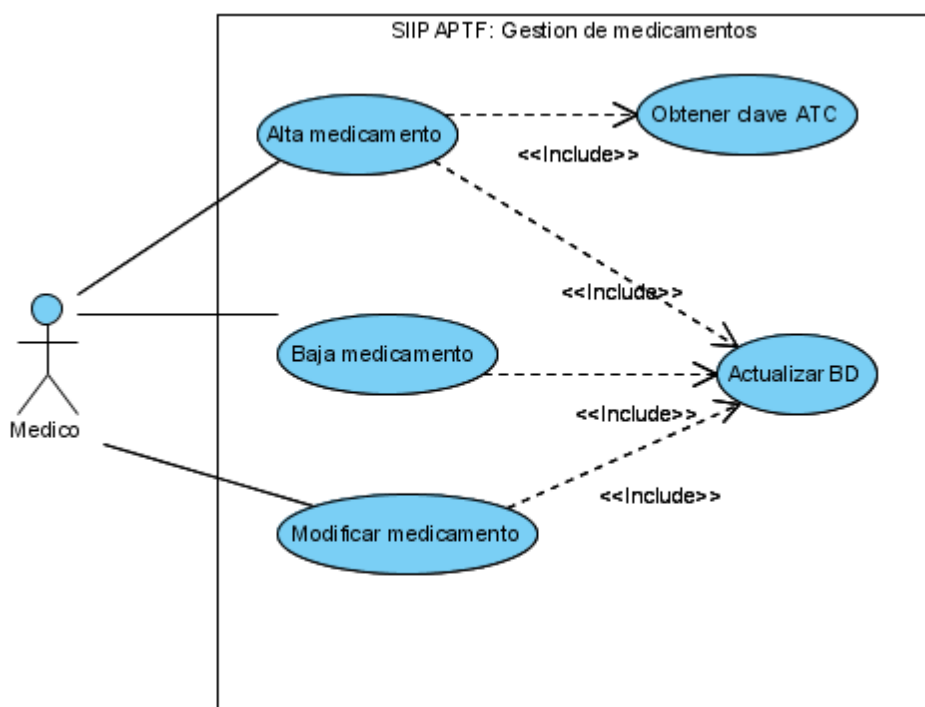 SIIP APTF: Gestion de medicamentos
Alta medicamento
Obtener clave ATC
<<Include>>
<<Include>>
Baja medicamento
Actualizar BD
<<Include>>
Medico
<<Include>>
Modificar medicamento